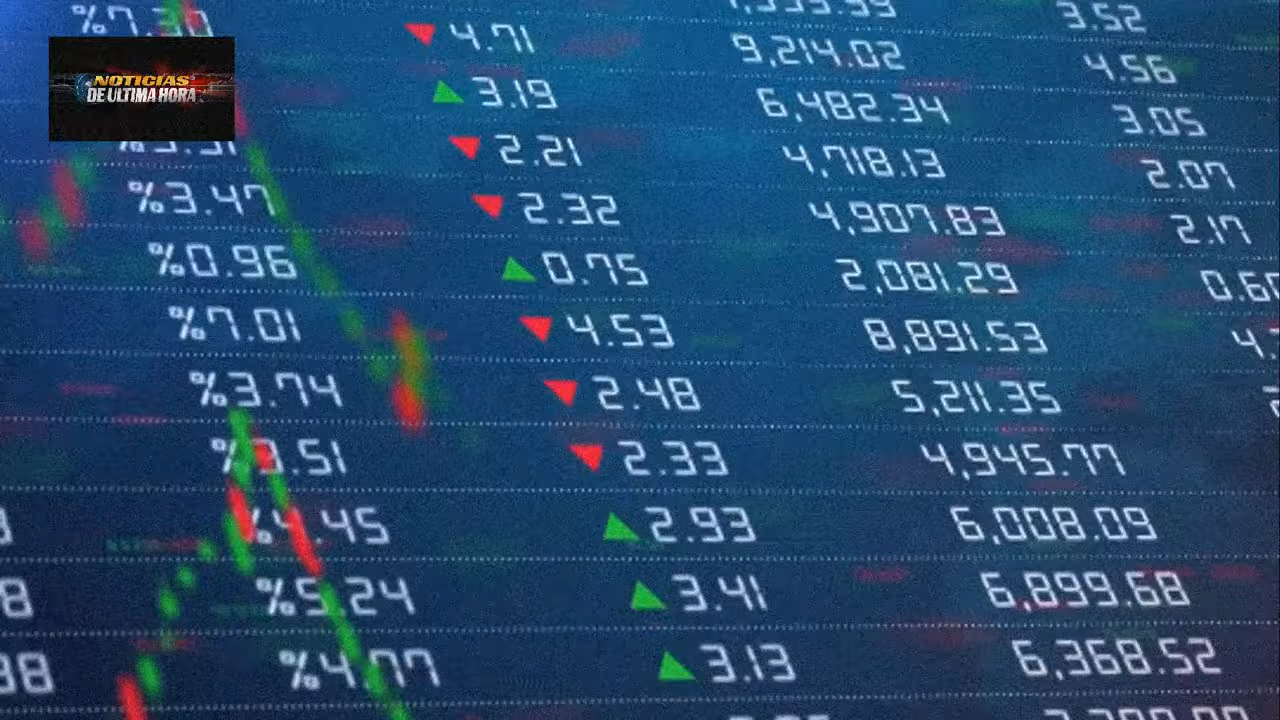 %7.30 4.71 9,214.02 3.52
NOTICIAS
DE ULTIMA HORA
3.19 6,482.34 4.56
2.21 4,718.13 3.05
%3.47 2.32 4,907.83 2.07
%0.96 0.75 2,081.29 2.17
%7.01 4.53 8,891.53
%3.74 2.48 5,211.35
2.33 4,945.77
2.93 6,008.09
%5.24 3.41 6,899.68
%4.77 3.13 6,368.52